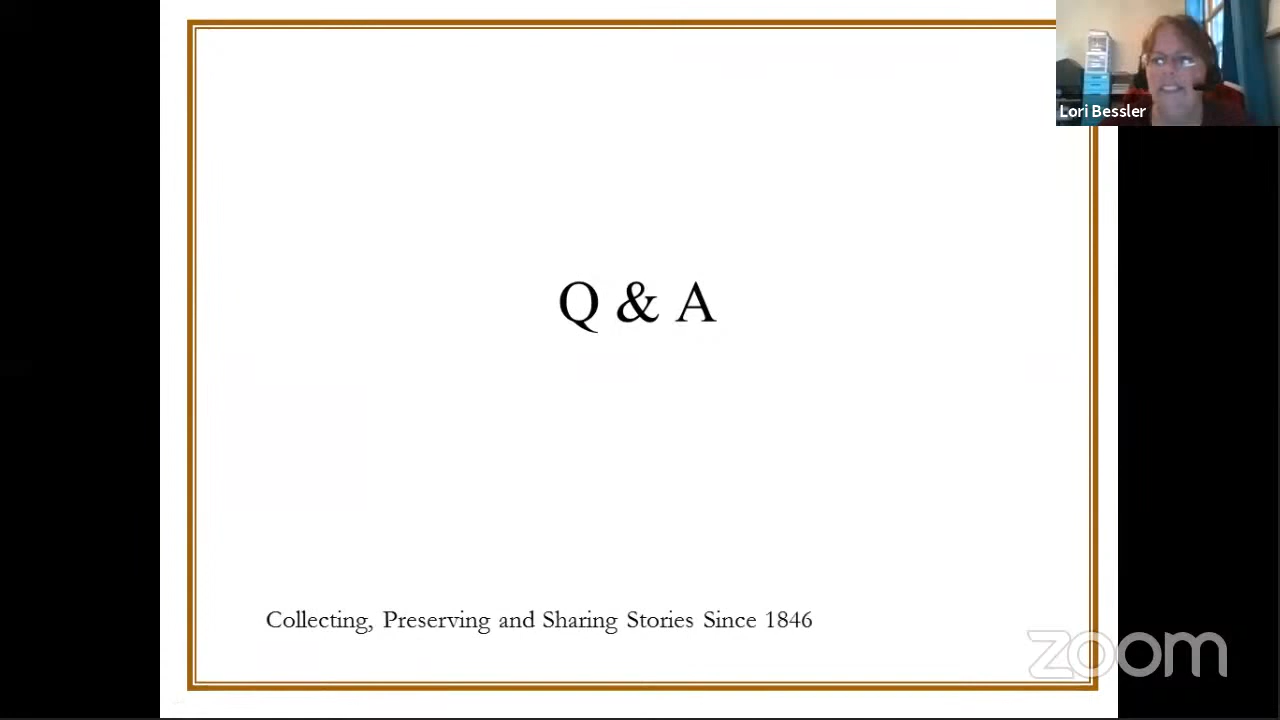 Lori Bessler
Q & A
Collecting, Preserving and Sharing Stories Since 1846
zoom